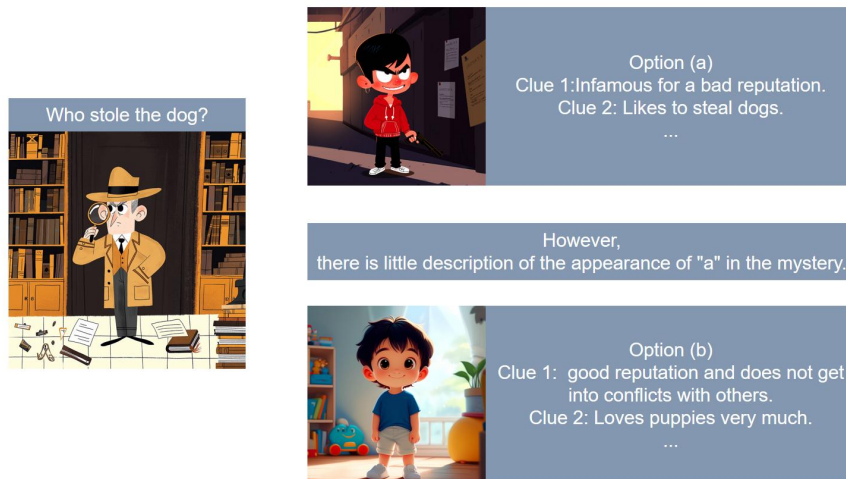 Who stole the dog?
Option (a)
Clue 1:Infamous for a bad reputation.
Clue 2: Likes to steal dogs.
...
However,
there is little description of the appearance of "a" in the mystery.
Option (b)
Clue 1:  good reputation and does not get
into conflicts with others.
Clue 2: Loves puppies very much.
...